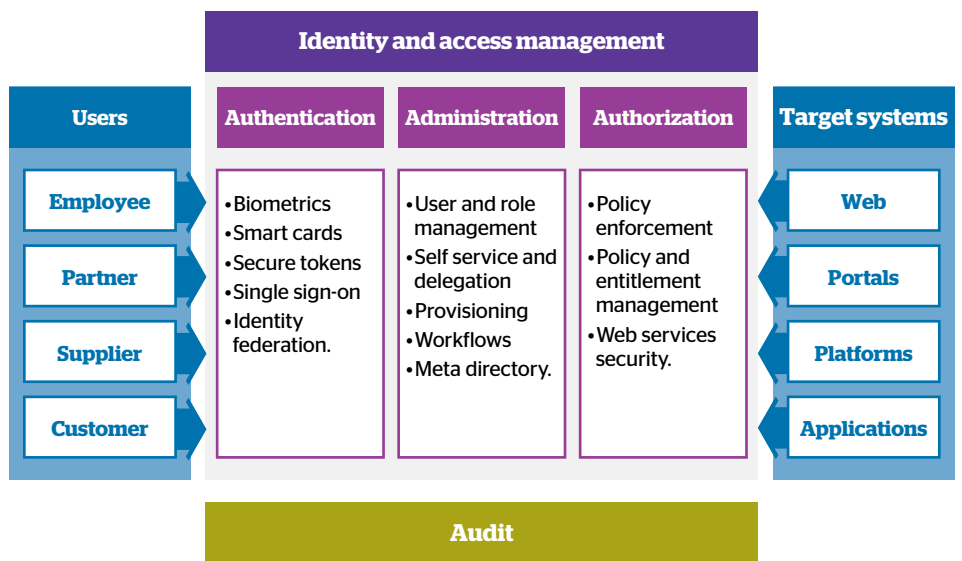 Identity and access management
Users
Authentication
Administration
Authorization
Target systems
Employee
Partner
Supplier
Customer
•Biometrics
•Smart cards
•Secure tokens
•Single sign-on
•Identity
federation.
•User and role
management
•Self service and
delegation
•Provisioning
•Workflows
•Meta directory.
•Policy
enforcement
•Policy and
entitlement
management
•Web services
security.
Web
Portals
Platforms
Applications
Audit